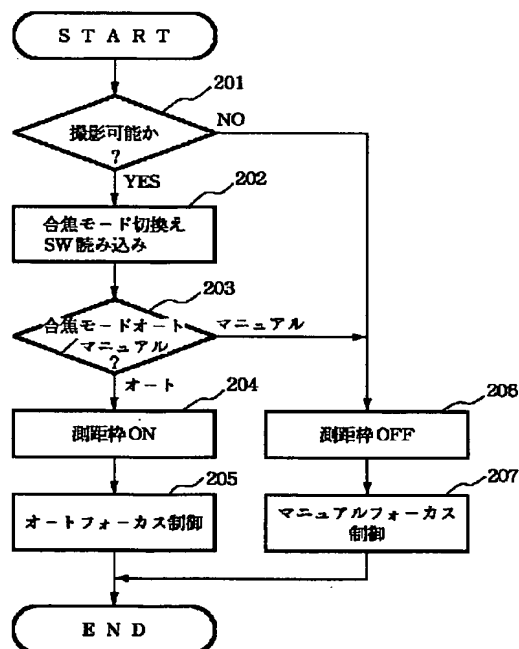 START
201
撮影可能か
?
NO
YES
202
合焦モード切換え
SW読み込み
203
合焦モードオート
/マニュアル
?
マニュアル
オート
204
測距枠ON
206
測距枠OFF
205
オートフォーカス制御
207
マニュアルフォーカス
制御
END